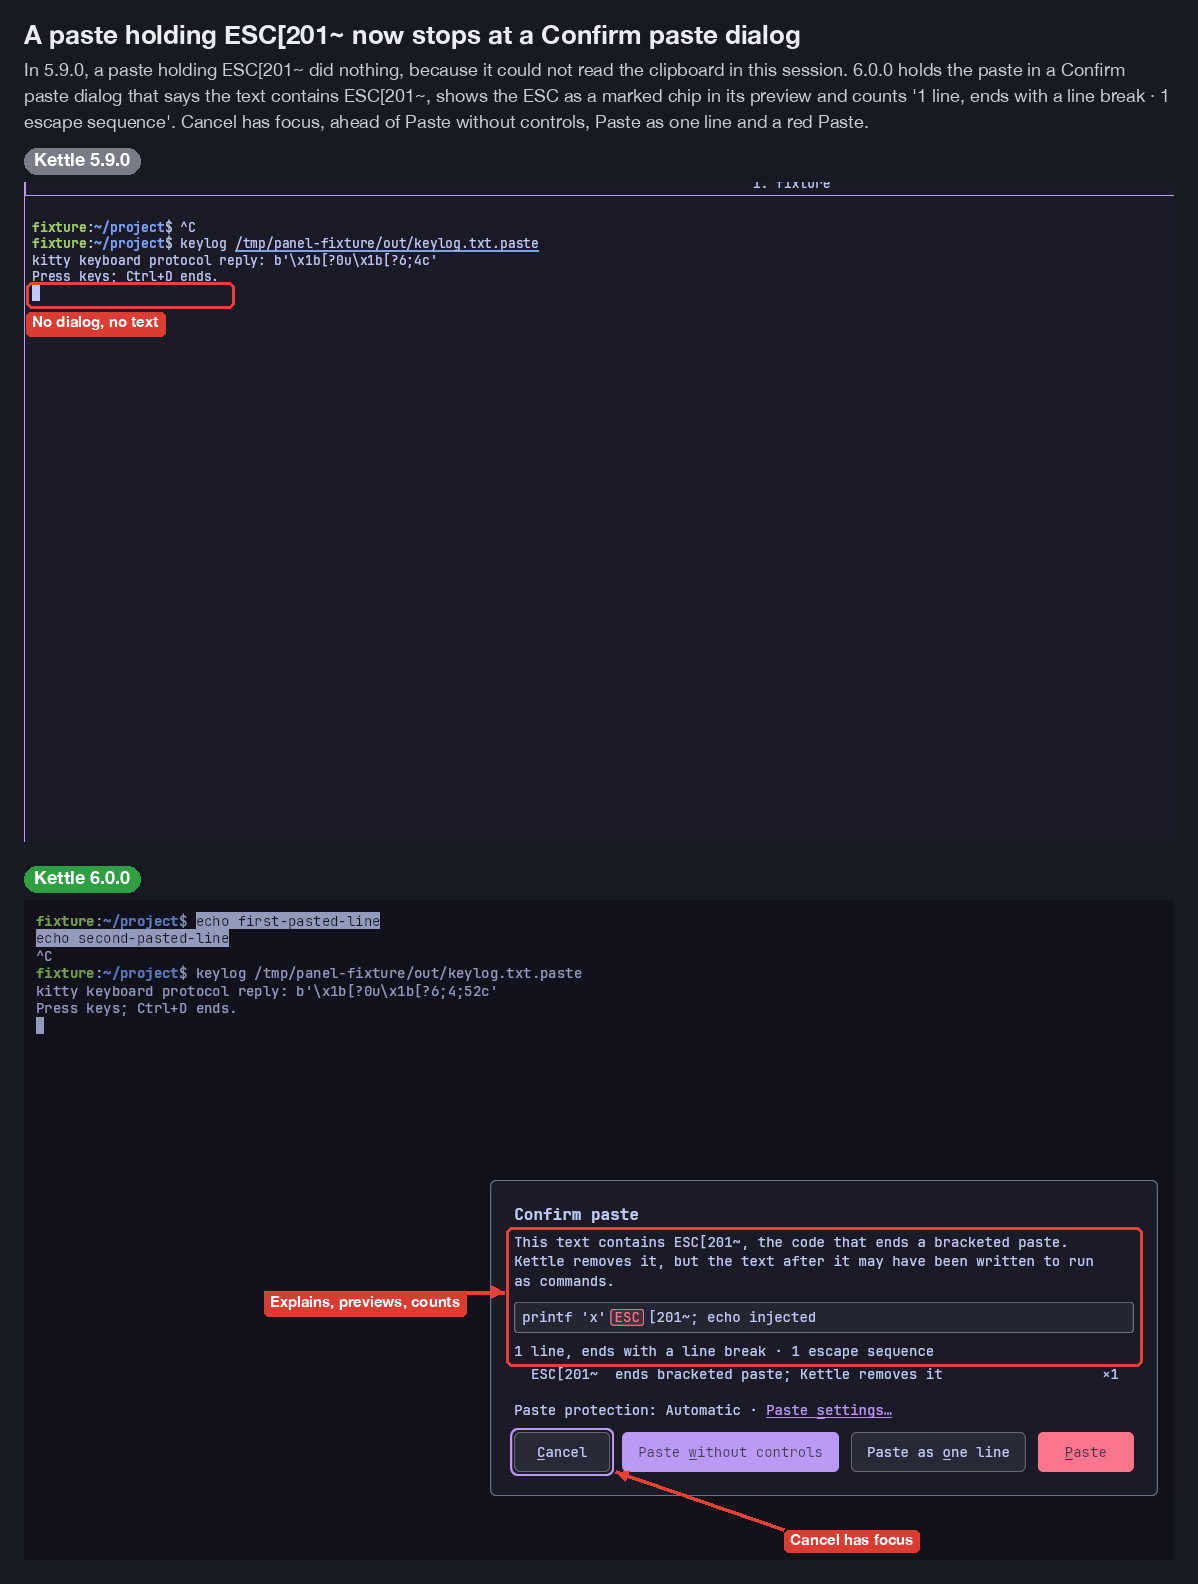 A paste holding ESC[201~ now stops at a Confirm paste dialog
In 5.9.0, a paste holding ESC[201~ did nothing, because it could not read the clipboard in this session. 6.0.0 holds the paste in a Confirm
paste dialog that says the text contains ESC[201~, shows the ESC as a marked chip in its preview and counts '1 line, ends with a line break · 1
escape sequence'. Cancel has focus, ahead of Paste without controls, Paste as one line and a red Paste.
Kettle 5.9.0
1. fixture
fixture:~/project$ ^C
fixture:~/project$ keylog /tmp/panel-fixture/out/keylog.txt.paste
kitty keyboard protocol reply: b'\x1b[?0u\x1b[?6;4c'
Press keys; Ctrl+D ends.
No dialog, no text
Kettle 6.0.0
fixture:~/project$ echo first-pasted-line
echo second-pasted-line
^C
fixture:~/project$ keylog /tmp/panel-fixture/out/keylog.txt.paste
kitty keyboard protocol reply: b'\x1b[?0u\x1b[?6;4;52c'
Press keys; Ctrl+D ends.
Confirm paste
This text contains ESC[201~, the code that ends a bracketed paste.
Kettle removes it, but the text after it may have been written to run
as commands.
Explains, previews, counts
printf 'x' ESC [201~; echo injected
1 line, ends with a line break · 1 escape sequence
ESC[201~ ends bracketed paste; Kettle removes it ×1
Paste protection: Automatic · Paste settings…
Cancel Paste without controls Paste as one line Paste
Cancel has focus